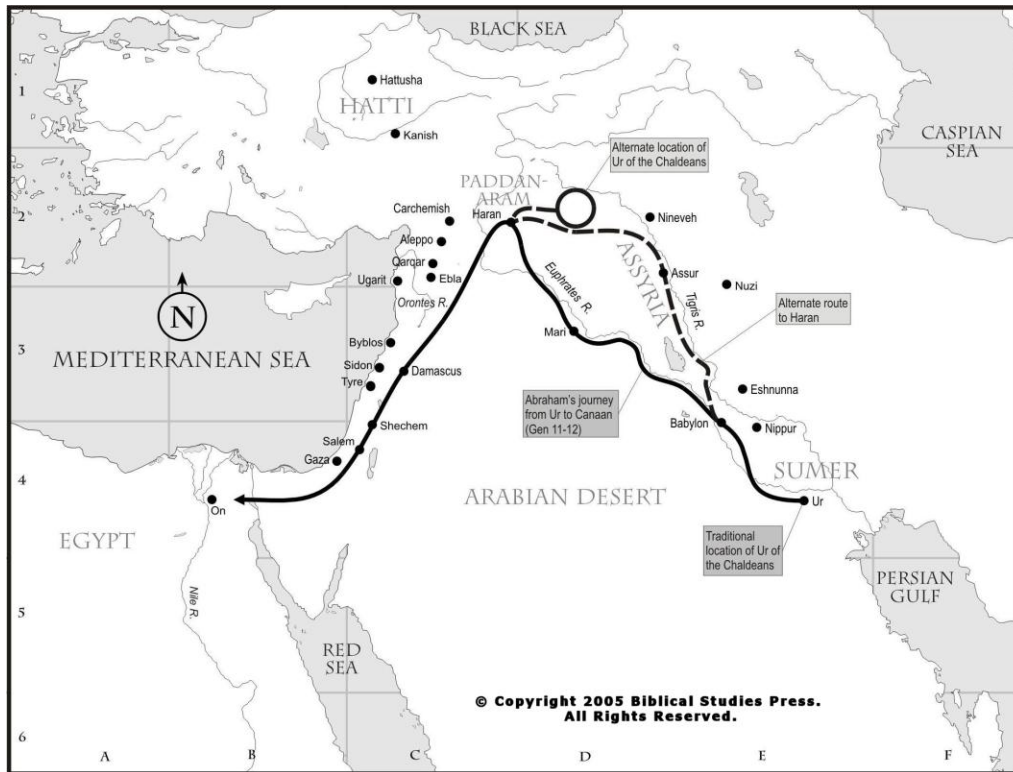 BLACK SEA
1
Hattusha
HATTI
Kanish
CASPIAN
SEA
Alternate location of
Ur of the Chaldeans
PADDAN-
ARAM
2
Carchemish
Haran
Nineveh
Aleppo
ASSYRIA
Qarqar
Ebla
Assur
Ugarit
Orontes R.
Euphrates R.
Tigris R.
Nuzi
N
Alternate route
to Haran
3
MEDITERRANEAN SEA
Byblos
Mari
Sidon
Damascus
Tyre
Eshnunna
Abraham's journey
from Ur to Canaan
(Gen 11-12)
Shechem
Babylon
Nippur
Salem
Gaza
SUMER
4
ARABIAN DESERT
On
Ur
EGYPT
Traditional
location of Ur of
the Chaldeans
PERSIAN
GULF
Nile R.
5
RED
SEA
© Copyright 2005 Biblical Studies Press.
All Rights Reserved.
6
A B C D E F